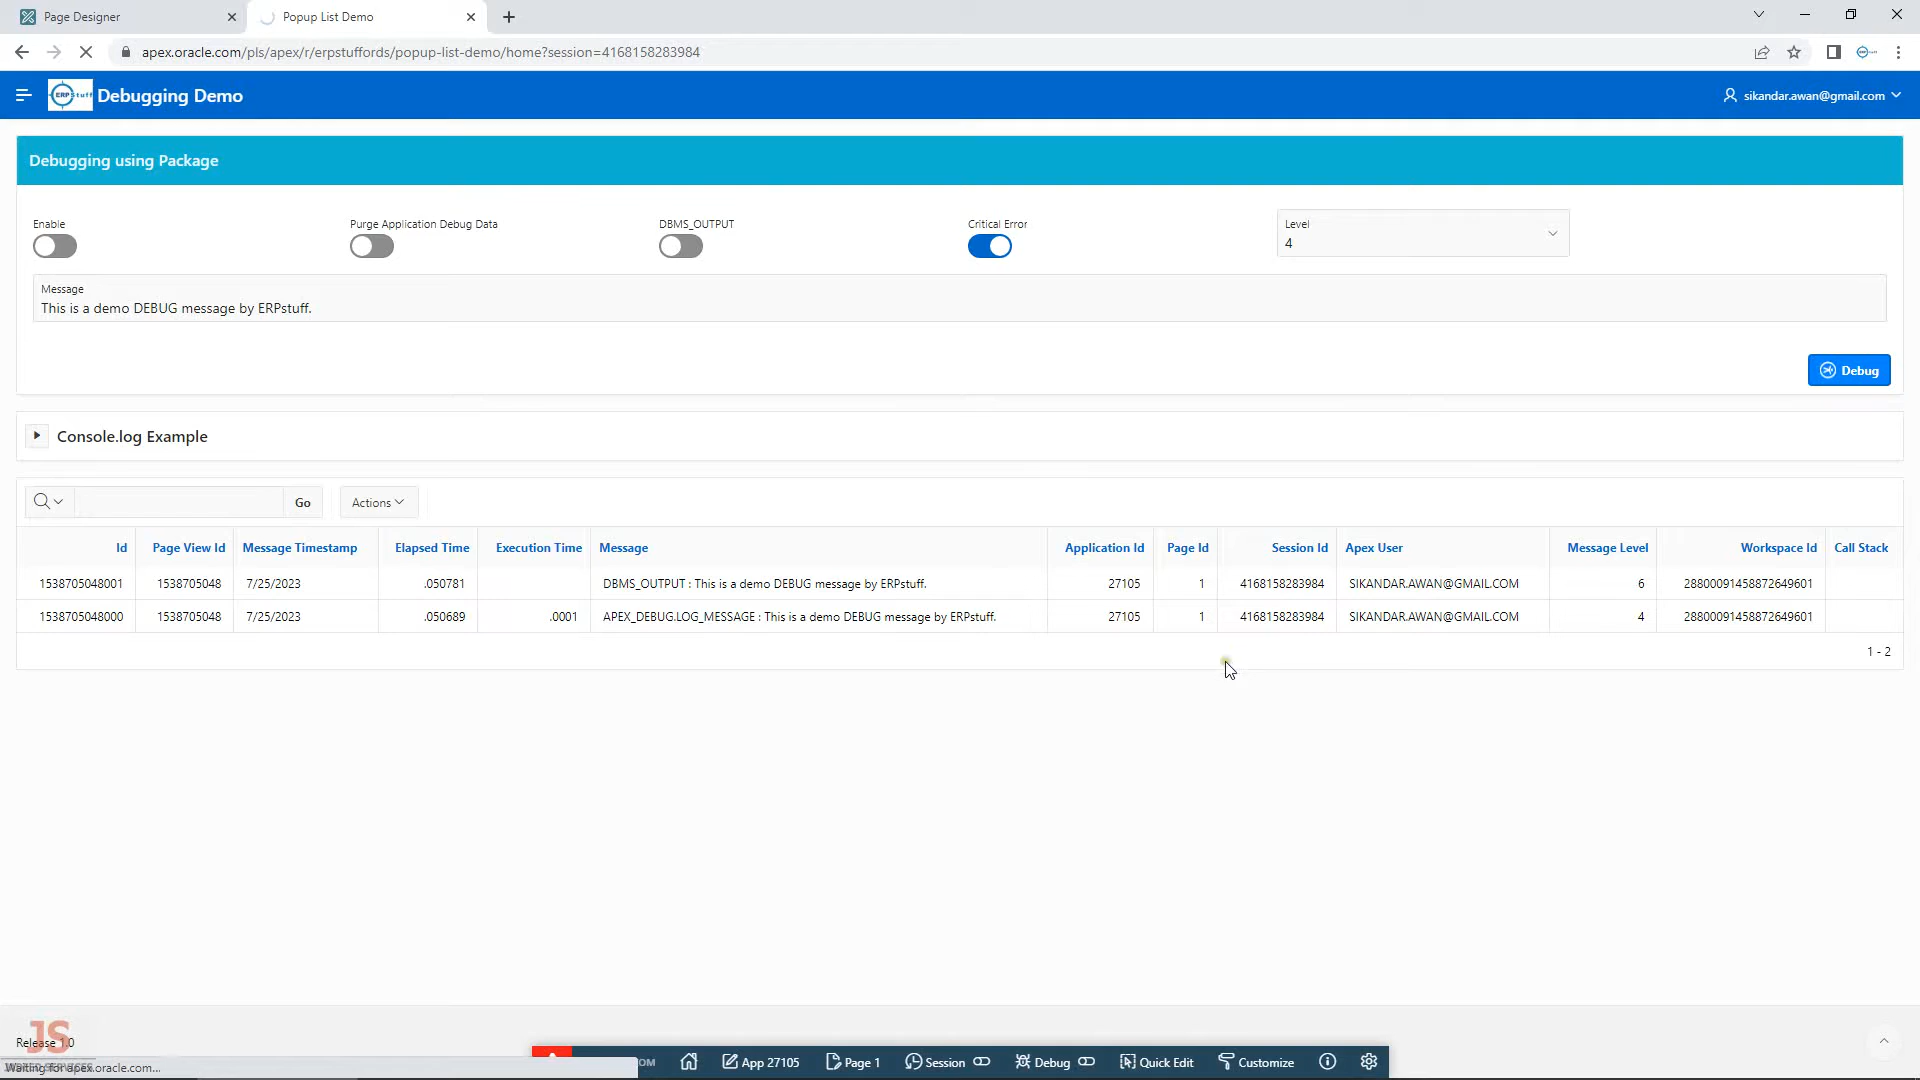 Page Designer
Popup List Demo
apex.oracle.com/pls/apex/r/erpstuffords/popup-list-demo/home?session=4168158283984
ERPstuff Debugging Demo
sikandar.awan@gmail.com
Debugging using Package
Enable
Purge Application Debug Data
DBMS_OUTPUT
Critical Error
Level
4
Message
This is a demo DEBUG message by ERPstuff.
Debug
Console.log Example
Go
Actions
Id Page View Id Message Timestamp Elapsed Time Execution Time Message Application Id Page Id Session Id Apex User Message Level Workspace Id Call Stack
1538705048001 1538705048 7/25/2023 .050781 DBMS_OUTPUT : This is a demo DEBUG message by ERPstuff. 27105 1 4168158283984 SIKANDAR.AWAN@GMAIL.COM 6 28800091458872649601
1538705048000 1538705048 7/25/2023 .050689 .0001 APEX_DEBUG.LOG_MESSAGE : This is a demo DEBUG message by ERPstuff. 27105 1 4168158283984 SIKANDAR.AWAN@GMAIL.COM 4 28800091458872649601
1 - 2
JS
Release 1.0
Waiting for apex.oracle.com...
OM
App 27105
Page 1
Session
Debug
Quick Edit
Customize